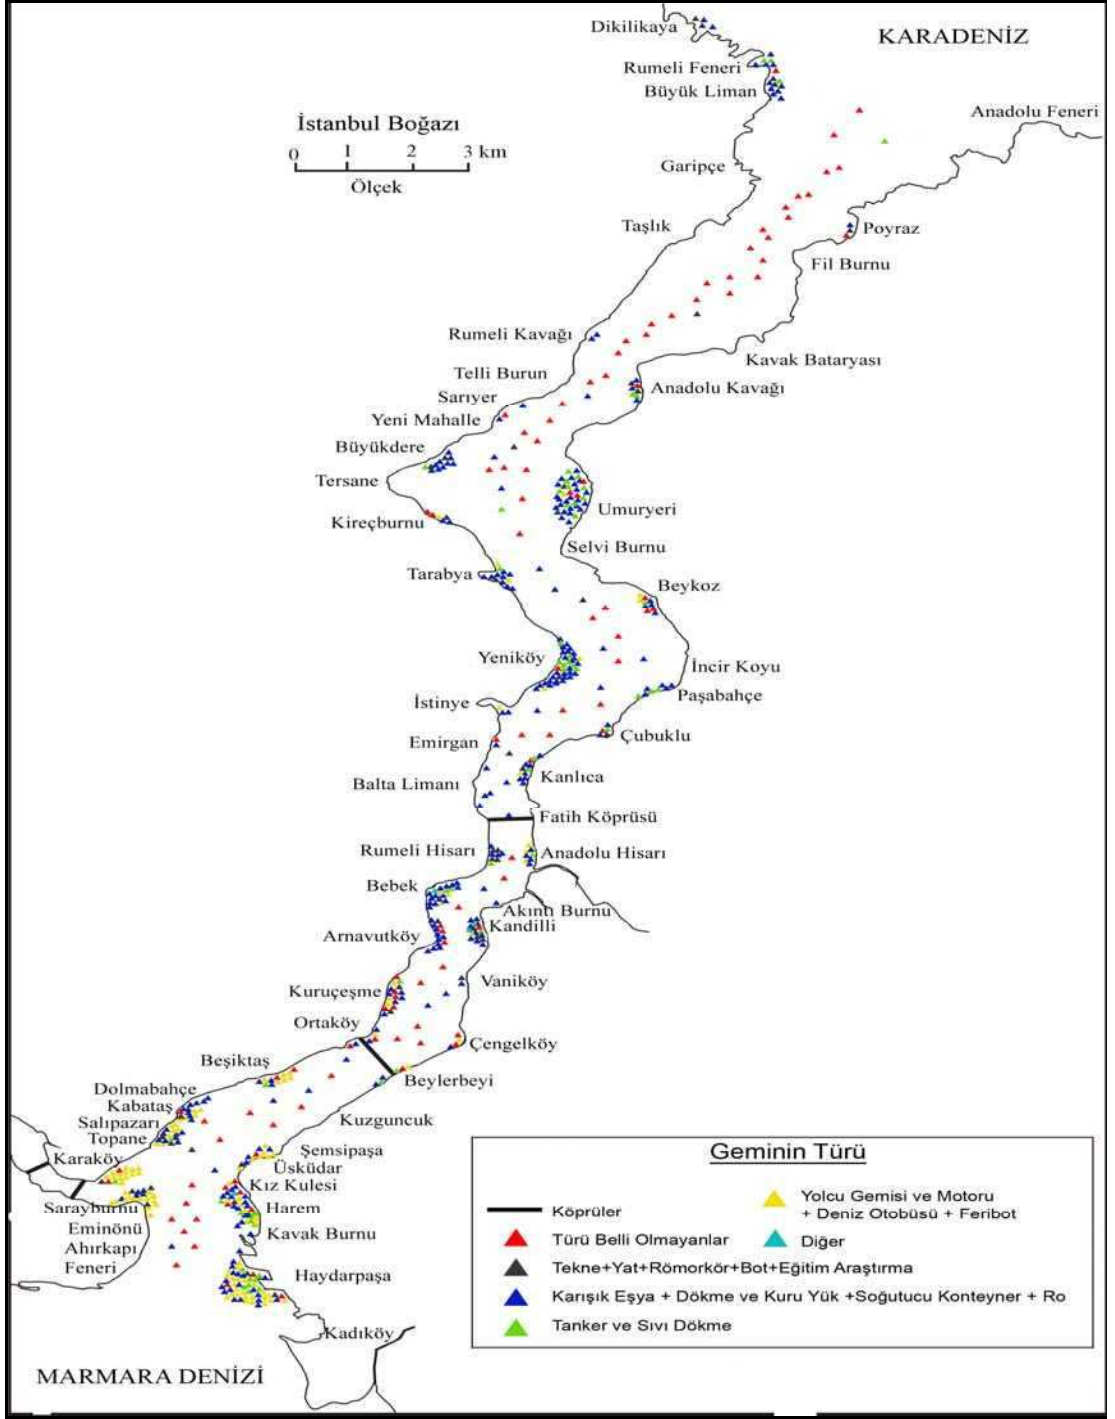 Dikilikaya
KARADENİZ
Rumeli Feneri
Büyük Liman
Anadolu Feneri
İstanbul Boğazı
0 1 2 3 km
Ölçek
Garipçe
Taşlık
Poyraz
Fil Burnu
Rumeli Kavağı
Kavak Bataryası
Telli Burun
Anadolu Kavağı
Sarıyer
Yeni Mahalle
Büyükdere
Tersane
Umuryeri
Kireçburnu
Selvi Burnu
Tarabya
Beykoz
Yeniköy
İncir Koyu
Paşabahçe
İstinye
Çubuklu
Emirgan
Kanlıca
Balta Limanı
Fatih Köprüsü
Rumeli Hisarı
Anadolu Hisarı
Bebek
Akıntı Burnu
Kandilli
Arnavutköy
Vaniköy
Kuruçeşme
Ortaköy
Çengelköy
Beşiktaş
Beylerbeyi
Dolmabahçe
Kabataş
Salıpazarı
Kuzguncuk
Topane
Şemsipaşa
Karaköy
Üsküdar
Kız Kulesi
Sarayburnu
Harem
Eminönü
Kavak Burnu
Ahırkapı
Feneri
Haydarpaşa
Kadıköy
MARMARA DENİZİ
Geminin Türü
Köprüler
Yolcu Gemisi ve Motoru
+ Deniz Otobüsü + Feribot
Türü Belli Olmayanlar
Diğer
Tekne+Yat+Römorkör+Bot+Eğitim Araştırma
Karışık Eşya + Dökme ve Kuru Yük +Soğutucu Konteyner + Ro
Tanker ve Sıvı Dökme